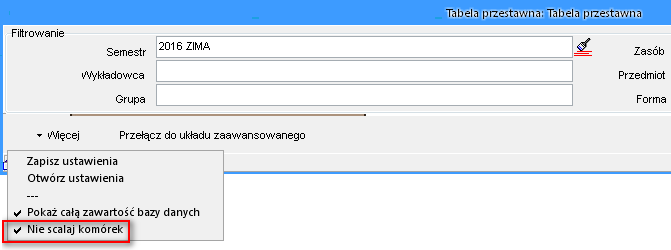 Tabela przestawna: Tabela przestawna
Filtrowanie
Semestr 2016 ZIMA Zasób
Wykładowca Przedmiot
Grupa Forma
Więcej Przełącz do układu zaawansowanego
Zapisz ustawienia
Otwórz ustawienia
---
Pokaż całą zawartość bazy danych
Nie scalaj komórek